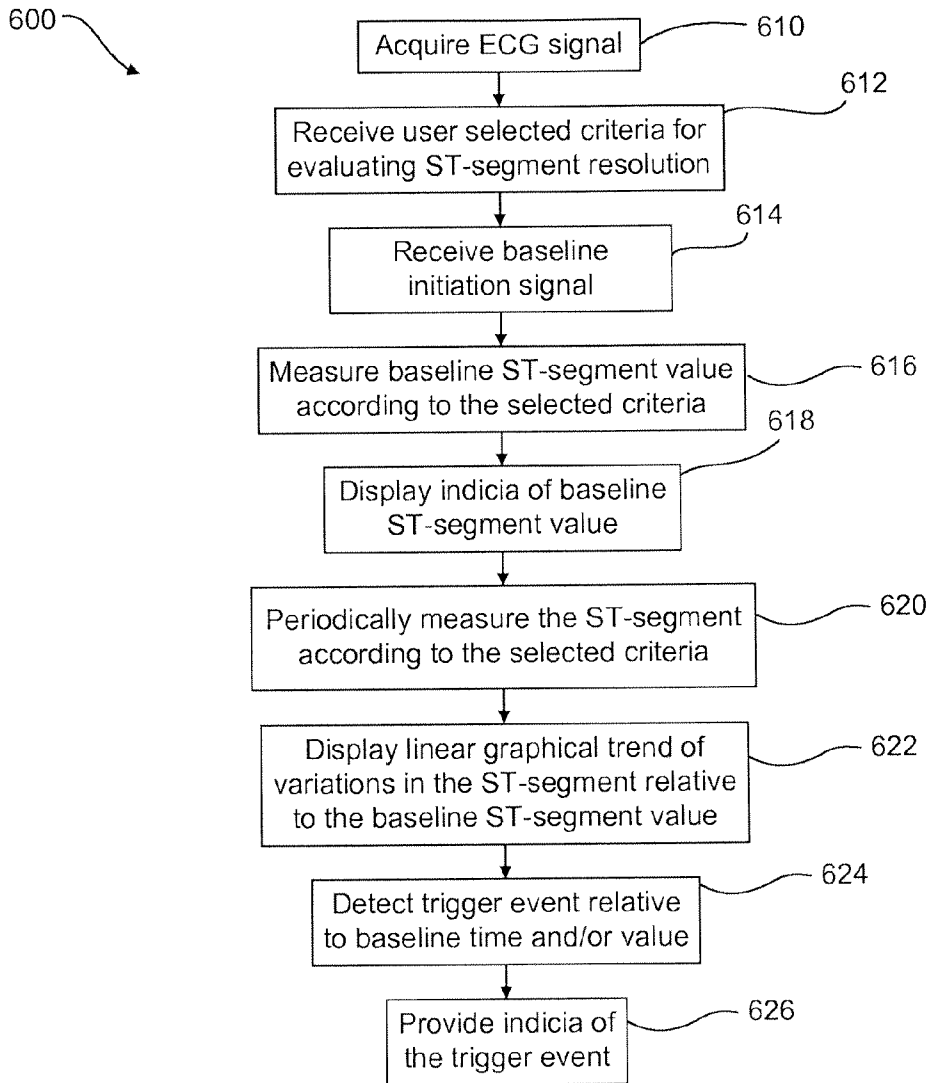 600
Acquire ECG signal
610
612
Receive user selected criteria for
evaluating ST-segment resolution
614
Receive baseline
initiation signal
Measure baseline ST-segment value
according to the selected criteria
616
618
Display indicia of baseline
ST-segment value
620
Periodically measure the ST-segment
according to the selected criteria
Display linear graphical trend of
variations in the ST-segment relative
to the baseline ST-segment value
622
624
Detect trigger event relative
to baseline time and/or value
626
Provide indicia of
the trigger event